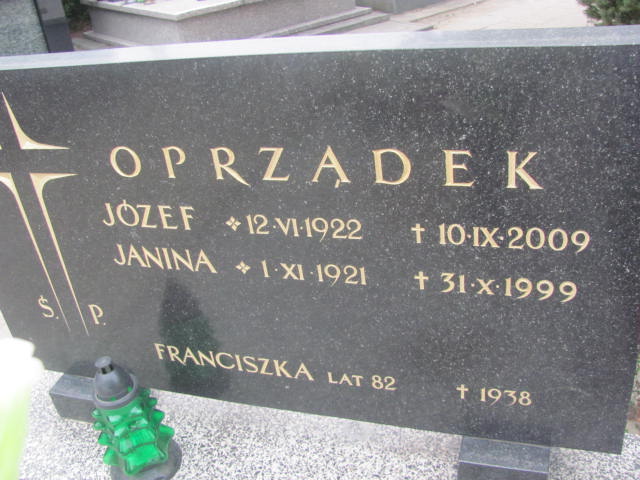 OPRZĄDEK
JÓZEF ❖ 12·VI·1922 ✝ 10·IX·2009
JANINA ❖ 1·XI·1921 ✝ 31·X·1999
Ś. P.
FRANCISZKA LAT 82 ✝ 1938